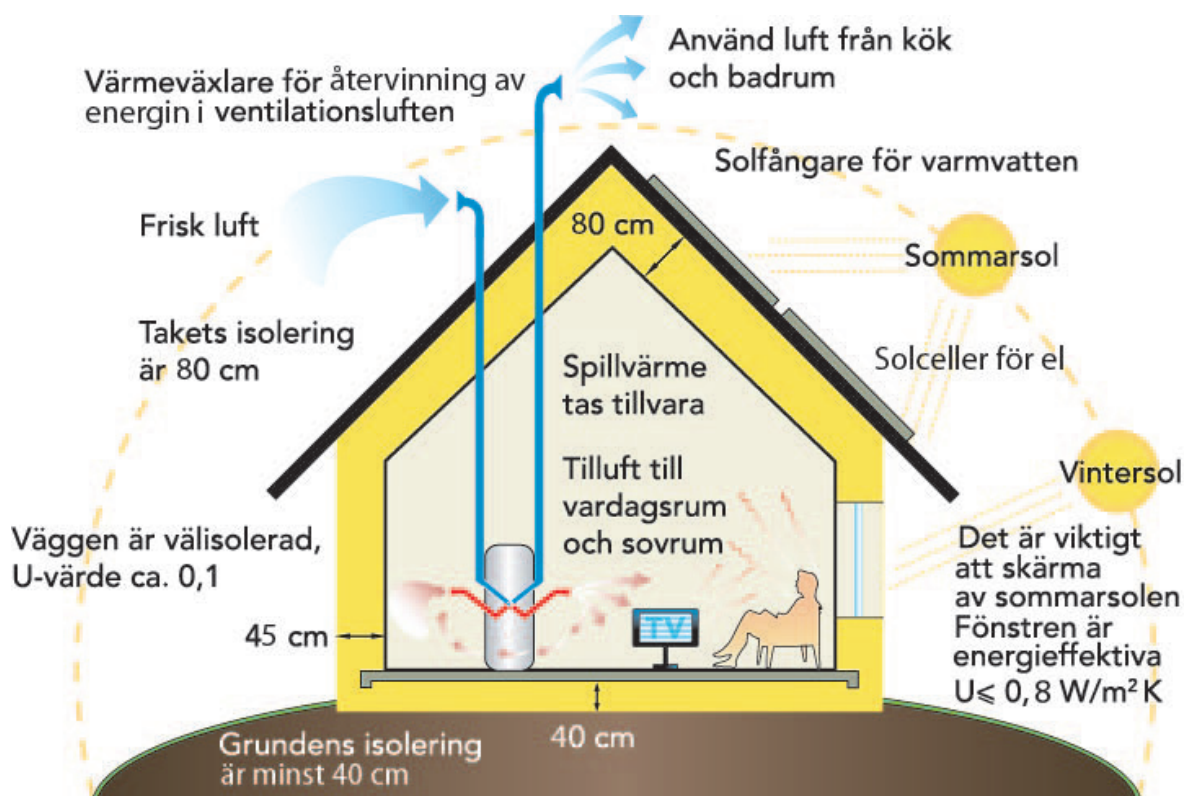 Värmeväxlare för återvinning av
energin i ventilationsluften
Använd luft från kök
och badrum
Solfångare för varmvatten
Frisk luft
80 cm
Sommarsol
Takets isolering
är 80 cm
Solceller för el
Spillvärme
tas tillvara
Tilluft till
vardagsrum
och sovrum
Vintersol
Väggen är välisolerad,
U-värde ca. 0,1
Det är viktigt
att skärma
av sommarsolen
Fönstren är
energieffektiva
U⩽ 0,8 W/m² K
45 cm
TV
Grundens isolering
är minst 40 cm
40 cm